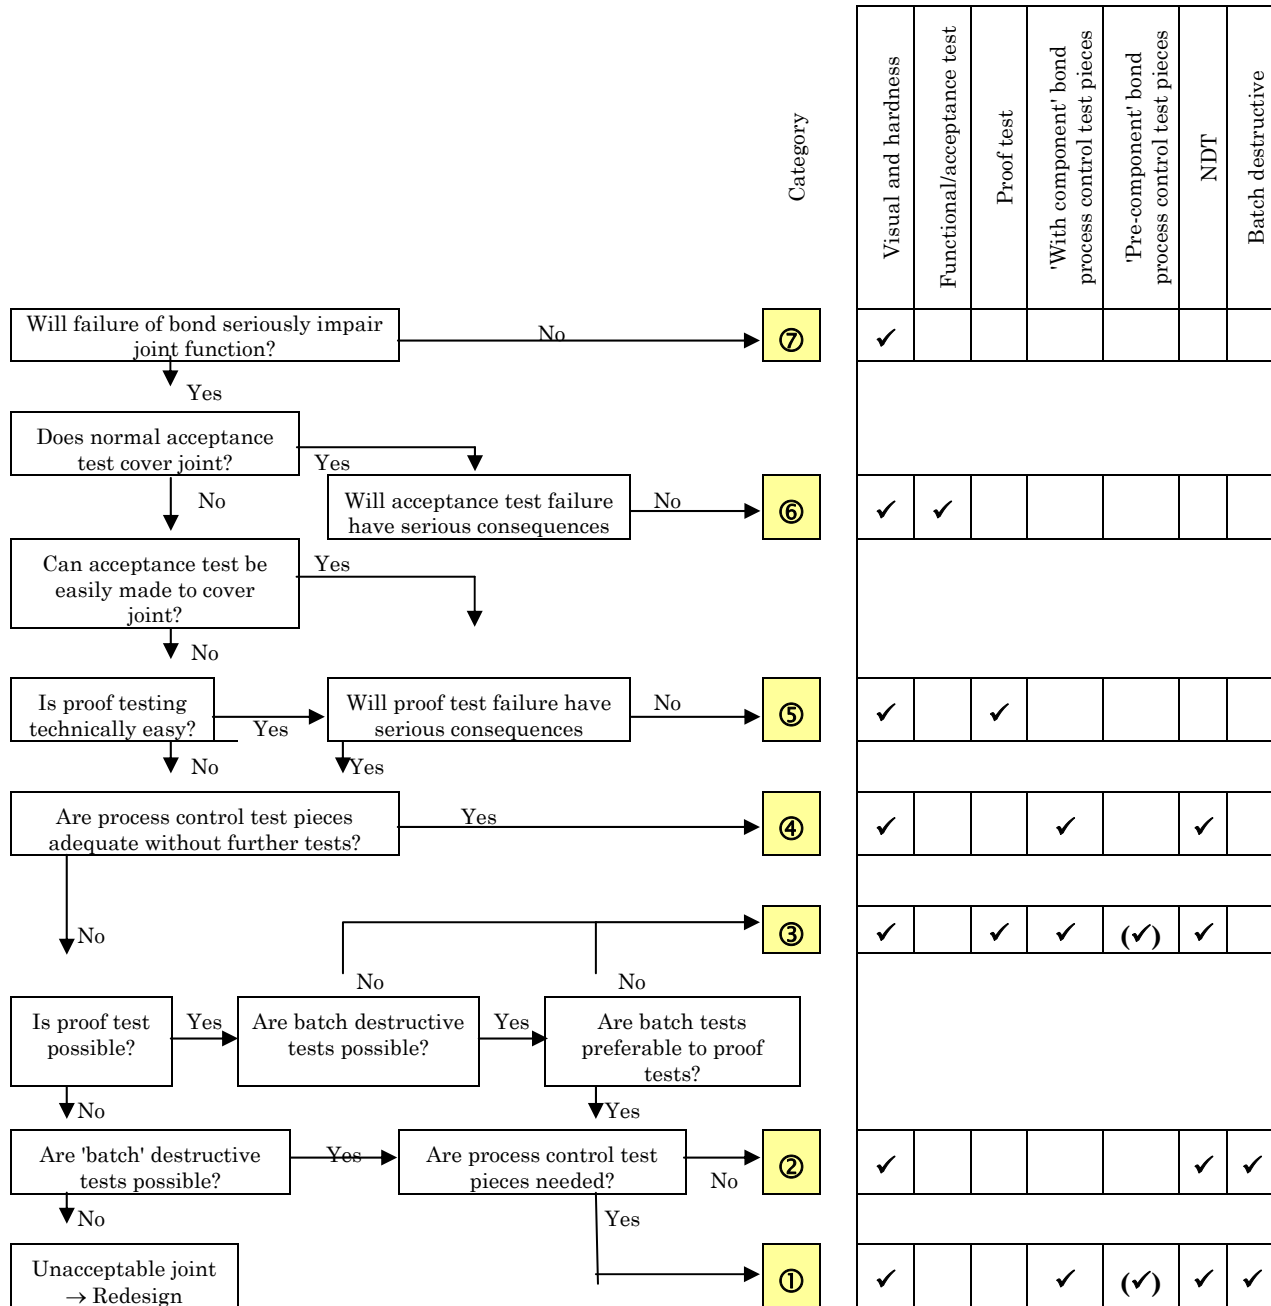 Category
Visual and hardness
Functional/acceptance test
Proof test
'With component' bond
process control test pieces
'Pre-component' bond
process control test pieces
NDT
Batch destructive
Will failure of bond seriously impair
joint function?
No
⑦
✓
Yes
Does normal acceptance
test cover joint?
Yes
No
Will acceptance test failure
have serious consequences
No
⑥
✓ ✓
Can acceptance test be
easily made to cover
joint?
Yes
No
Is proof testing
technically easy?
Yes
Will proof test failure have
serious consequences
No
⑤
✓ ✓
No
Yes
Are process control test pieces
adequate without further tests?
Yes
④
✓ ✓ ✓
No
③
✓ ✓ ✓ (✓) ✓
No
No
Is proof test
possible?
Yes
Are batch destructive
tests possible?
Yes
Are batch tests
preferable to proof
tests?
No
Yes
Are 'batch' destructive
tests possible?
Yes
Are process control test
pieces needed?
No
②
✓ ✓ ✓
No
Yes
Unacceptable joint
→ Redesign
①
✓ ✓ (✓) ✓ ✓